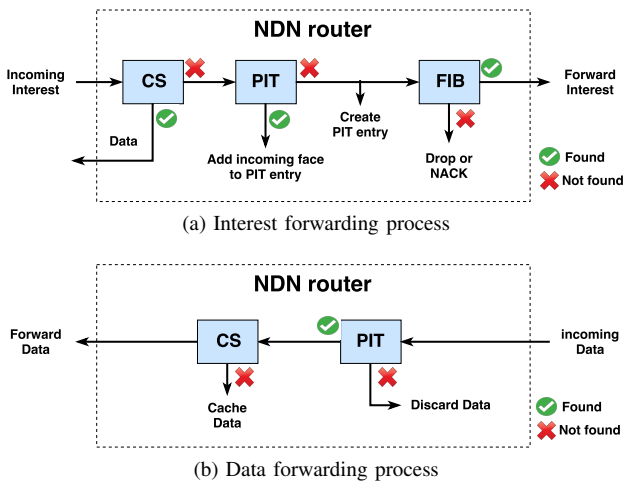 NDN router
Incoming
Interest
CS
PIT
FIB
Forward
Interest
Data
Create
PIT entry
Add incoming face
to PIT entry
Drop or
NACK
Found
Not found
(a) Interest forwarding process
NDN router
Forward
Data
CS
PIT
incoming
Data
Cache
Data
Discard Data
Found
Not found
(b) Data forwarding process